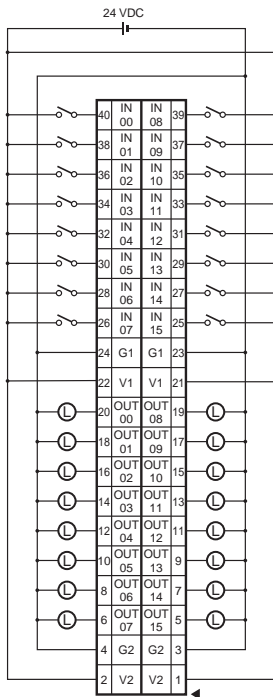 24 VDC
40 IN 00 IN 08 39
38 IN 01 IN 09 37
36 IN 02 IN 10 35
34 IN 03 IN 11 33
32 IN 04 IN 12 31
30 IN 05 IN 13 29
28 IN 06 IN 14 27
26 IN 07 IN 15 25
24 G1 G1 23
22 V1 V1 21
L 20 OUT 00 OUT 08 19 L
L 18 OUT 01 OUT 09 17 L
L 16 OUT 02 OUT 10 15 L
L 14 OUT 03 OUT 11 13 L
L 12 OUT 04 OUT 12 11 L
L 10 OUT 05 OUT 13 9 L
L 8 OUT 06 OUT 14 7 L
L 6 OUT 07 OUT 15 5 L
4 G2 G2 3
2 V2 V2 1